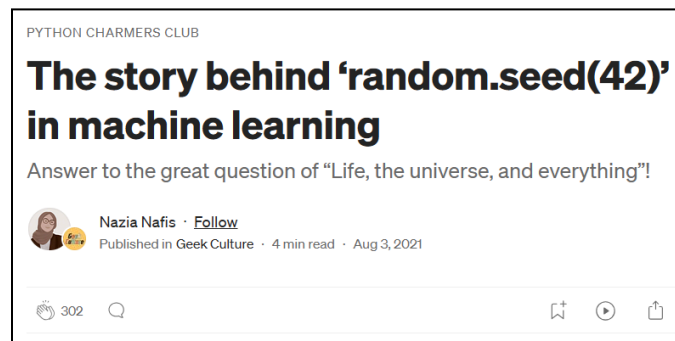 PYTHON CHARMERS CLUB
The story behind ‘random.seed(42)’
in machine learning
Answer to the great question of “Life, the universe, and everything”!
Nazia Nafis · Follow
Published in Geek Culture · 4 min read · Aug 3, 2021
302